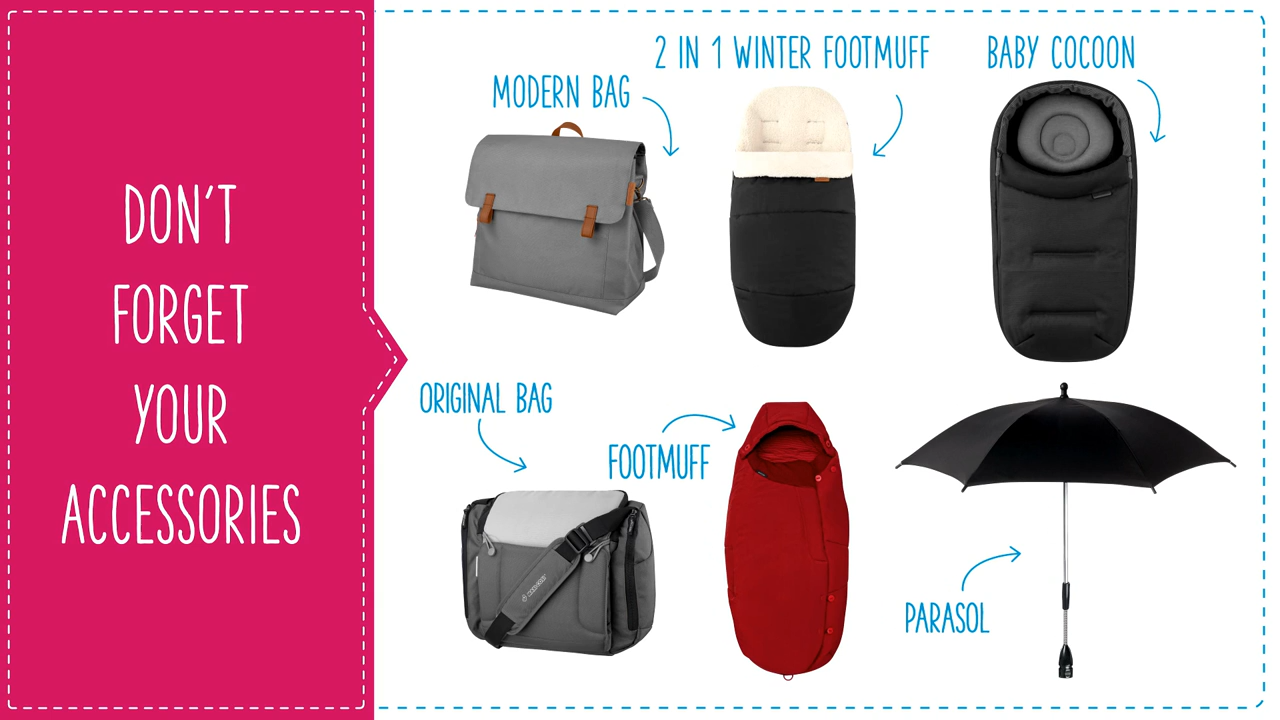 DON'T
FORGET
YOUR
ACCESSORIES
MODERN BAG
2 IN 1 WINTER FOOTMUFF
BABY COCOON
ORIGINAL BAG
FOOTMUFF
PARASOL